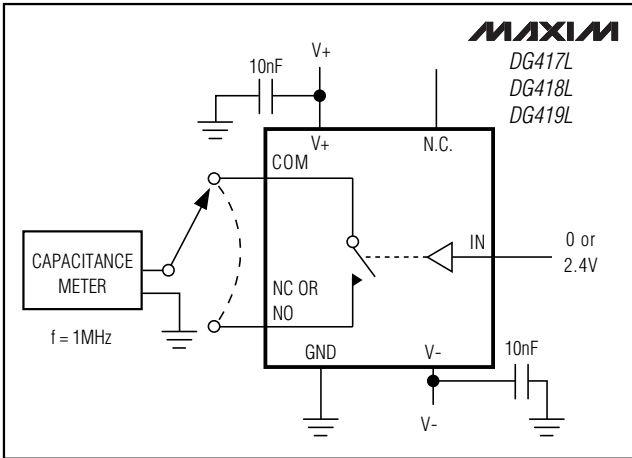 MAXIM
DG417L
DG418L
DG419L
V+
10nF
V+
N.C.
COM
IN
0 or
2.4V
CAPACITANCE
METER
NC OR
NO
f = 1MHz
GND
V-
10nF
V-